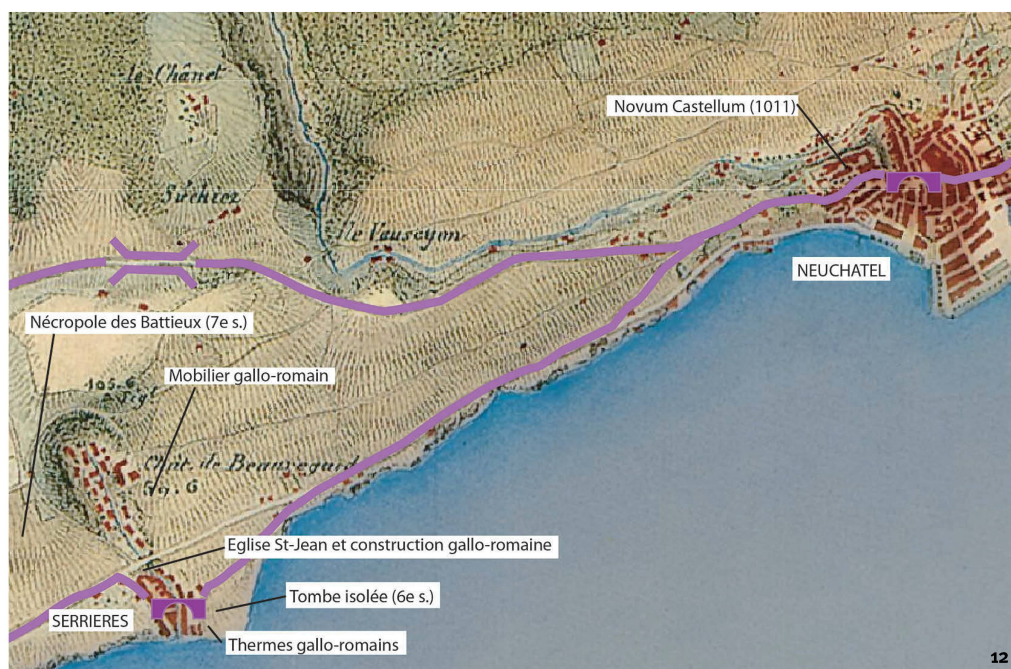 le Chânet
Novum Castellum (1011)
Suchiez
le Vauseyon
NEUCHATEL
Nécropole des Battieux (7e s.)
Mobilier gallo-romain
Chât. de Beauregard
Eglise St-Jean et construction gallo-romaine
Tombe isolée (6e s.)
SERRIERES
Thermes gallo-romains
12